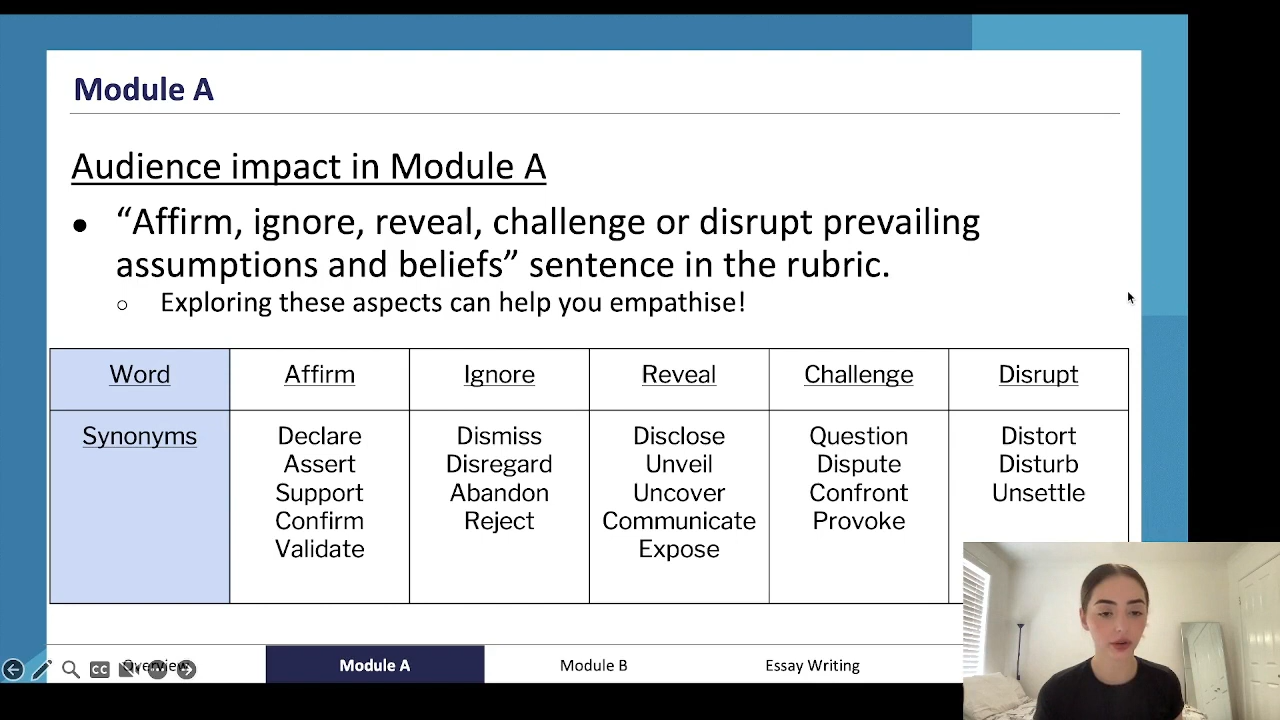 Module A
Audience impact in Module A
● “Affirm, ignore, reveal, challenge or disrupt prevailing
assumptions and beliefs” sentence in the rubric.
○ Exploring these aspects can help you empathise!
Word Affirm Ignore Reveal Challenge Disrupt
Synonyms Declare Dismiss Disclose Question Distort
Assert Disregard Unveil Dispute Disturb
Support Abandon Uncover Confront Unsettle
Confirm Reject Communicate Provoke
Validate Expose
CC Overview Module A Module B Essay Writing